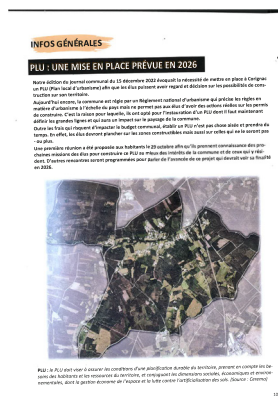 INFOS GÉNÉRALES
PLU : UNE MISE EN PLACE PRÉVUE EN 2026
Notre édition du journal communal du 15 décembre 2022 évoquait la nécessité de mettre en place à Cerignac
un PLU (Plan local d'urbanisme) afin que les élus puissent avoir regard et décision sur les possibilités de cons-
truction sur son territoire.
Aujourd'hui encore, la commune est régie par un Règlement national d'urbanisme qui précise les règles en
matière d'urbanisme à l'échelle du pays mais ne permet pas aux élus d'avoir des actions réelles sur les permis
de construire. C'est la raison pour laquelle, ils ont opté pour l'instauration d'un PLU dont il faut maintenant
définir les grandes lignes et qui aura un impact sur le paysage de la commune.
Outre les frais qui risquent d'impacter le budget communal, établir un PLU n'est pas chose aisée et prendra du
temps. En effet, les élus devront plancher sur les zones constructibles mais aussi sur celles qui ne le seront pas
- ou plus.
Une première réunion a été proposée aux habitants le 29 octobre afin qu'ils prennent connaissance des pro-
chaines missions des élus pour construire ce PLU au mieux des intérêts de la commune et de ceux qui y rési-
dent. D'autres rencontres seront programmées pour parler de l'avancée de ce projet qui devrait voir sa finalité
en 2026.
PLU : le PLU doit viser à assurer les conditions d'une planification durable du territoire, prenant en compte les be-
soins des habitants et les ressources du territoire, et conjuguant les dimensions sociales, économiques et environ-
nementales, dont la gestion économe de l'espace et la lutte contre l'artificialisation des sols. (Source : Cerema)